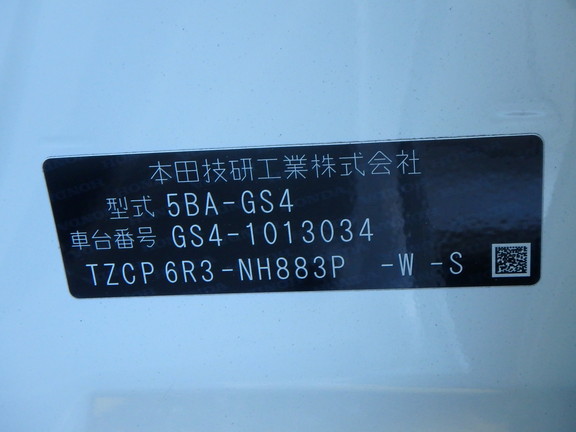 本田技研工業株式会社
型式 5BA-GS4
車台番号 GS4-1013034
TZCP 6R3-NH883P -W -S